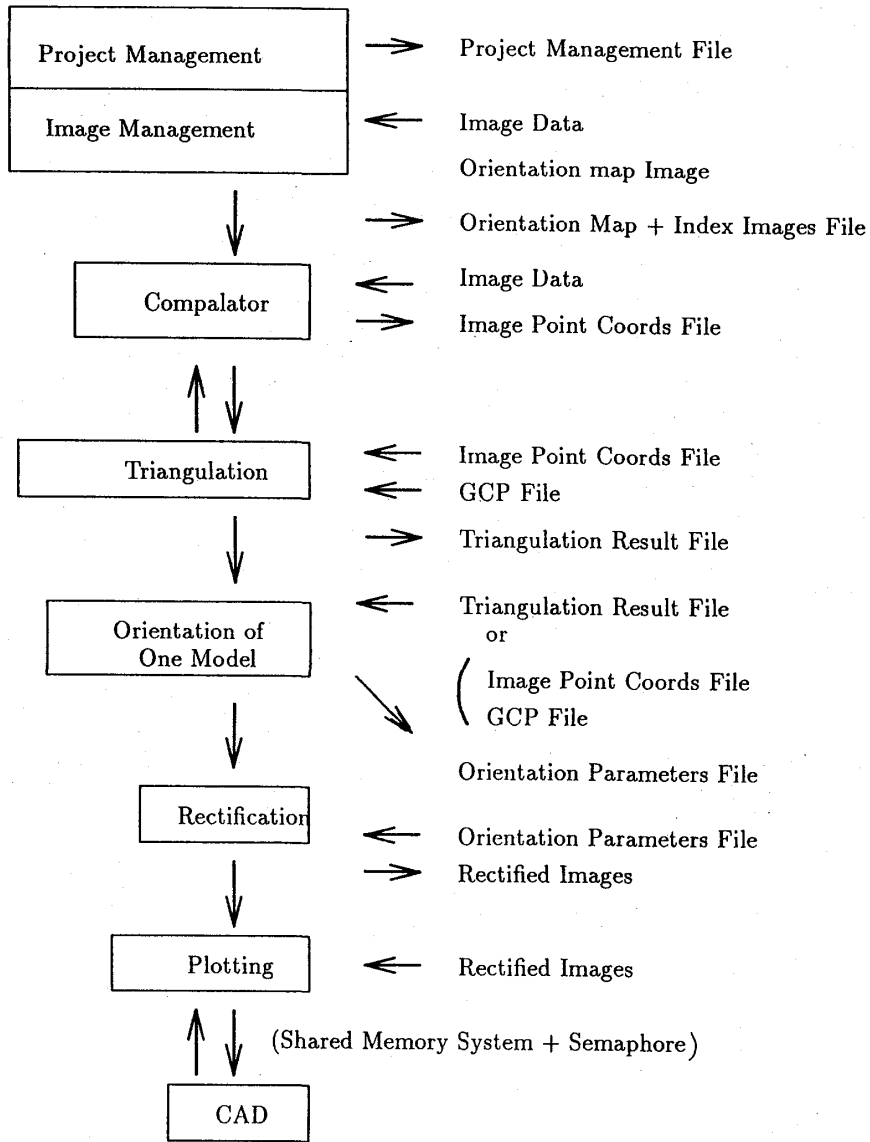 Project Management
Project Management File
Image Management
Image Data
Orientation map Image
Orientation Map + Index Images File
Compalator
Image Data
Image Point Coords File
Triangulation
Image Point Coords File
GCP File
Triangulation Result File
Orientation of
One Model
Triangulation Result File
or
( Image Point Coords File
GCP File
Orientation Parameters File
Rectification
Orientation Parameters File
Rectified Images
Plotting
Rectified Images
(Shared Memory System + Semaphore)
CAD